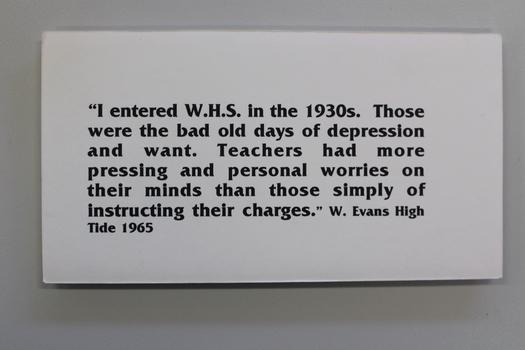 “I entered W.H.S. in the 1930s. Those
were the bad old days of depression
and want. Teachers had more
pressing and personal worries on
their minds than those simply of
instructing their charges.” W. Evans High
Tide 1965